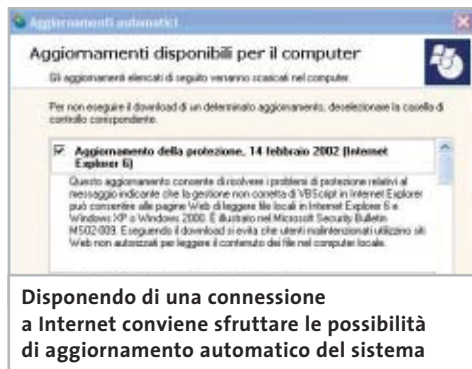 Aggiornamenti automatici
Aggiornamenti disponibili per il computer
Gli aggiornamenti elencati di seguito verranno scaricati nel computer.
Per non eseguire il download di un determinato aggiornamento, deselezionare la casella di
controllo corrispondente.
Aggiornamento della protezione, 14 febbraio 2002 (Internet
Explorer 6)
Questo aggiornamento consente di risolvere i problemi di protezione relativi al
messaggio indicante che la gestione non corretta di VBScript in Internet Explorer
può consentire alle pagine Web di leggere file locali in Internet Explorer 6 e
Windows XP o Windows 2000. È illustrato nel Microsoft Security Bulletin
MS02-009. Eseguendo il download si evita che utenti malintenzionati utilizzino siti
Web non autorizzati per leggere il contenuto dei file nel computer locale.
Disponendo di una connessione
a Internet conviene sfruttare le possibilità
di aggiornamento automatico del sistema